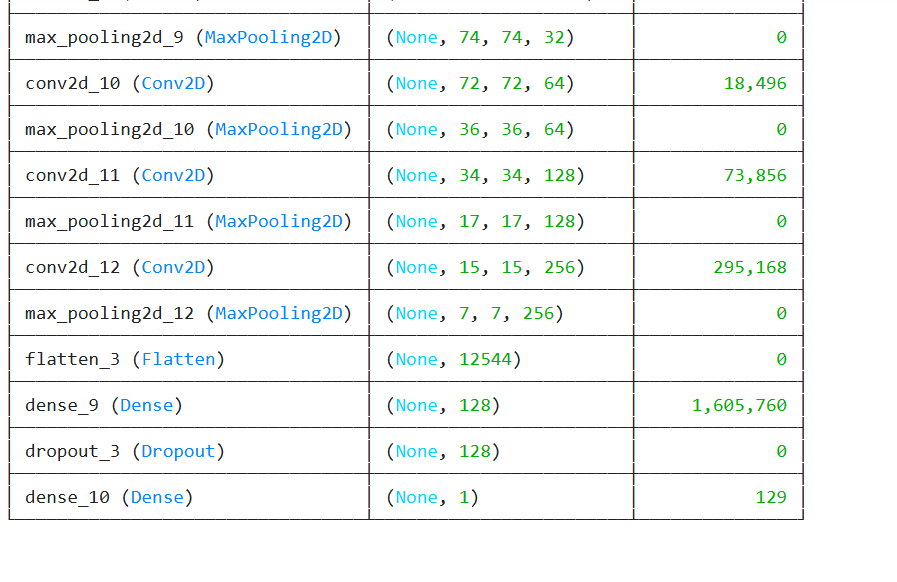 max_pooling2d_9 (MaxPooling2D) (None, 74, 74, 32) 0
conv2d_10 (Conv2D) (None, 72, 72, 64) 18,496
max_pooling2d_10 (MaxPooling2D) (None, 36, 36, 64) 0
conv2d_11 (Conv2D) (None, 34, 34, 128) 73,856
max_pooling2d_11 (MaxPooling2D) (None, 17, 17, 128) 0
conv2d_12 (Conv2D) (None, 15, 15, 256) 295,168
max_pooling2d_12 (MaxPooling2D) (None, 7, 7, 256) 0
flatten_3 (Flatten) (None, 12544) 0
dense_9 (Dense) (None, 128) 1,605,760
dropout_3 (Dropout) (None, 128) 0
dense_10 (Dense) (None, 1) 129